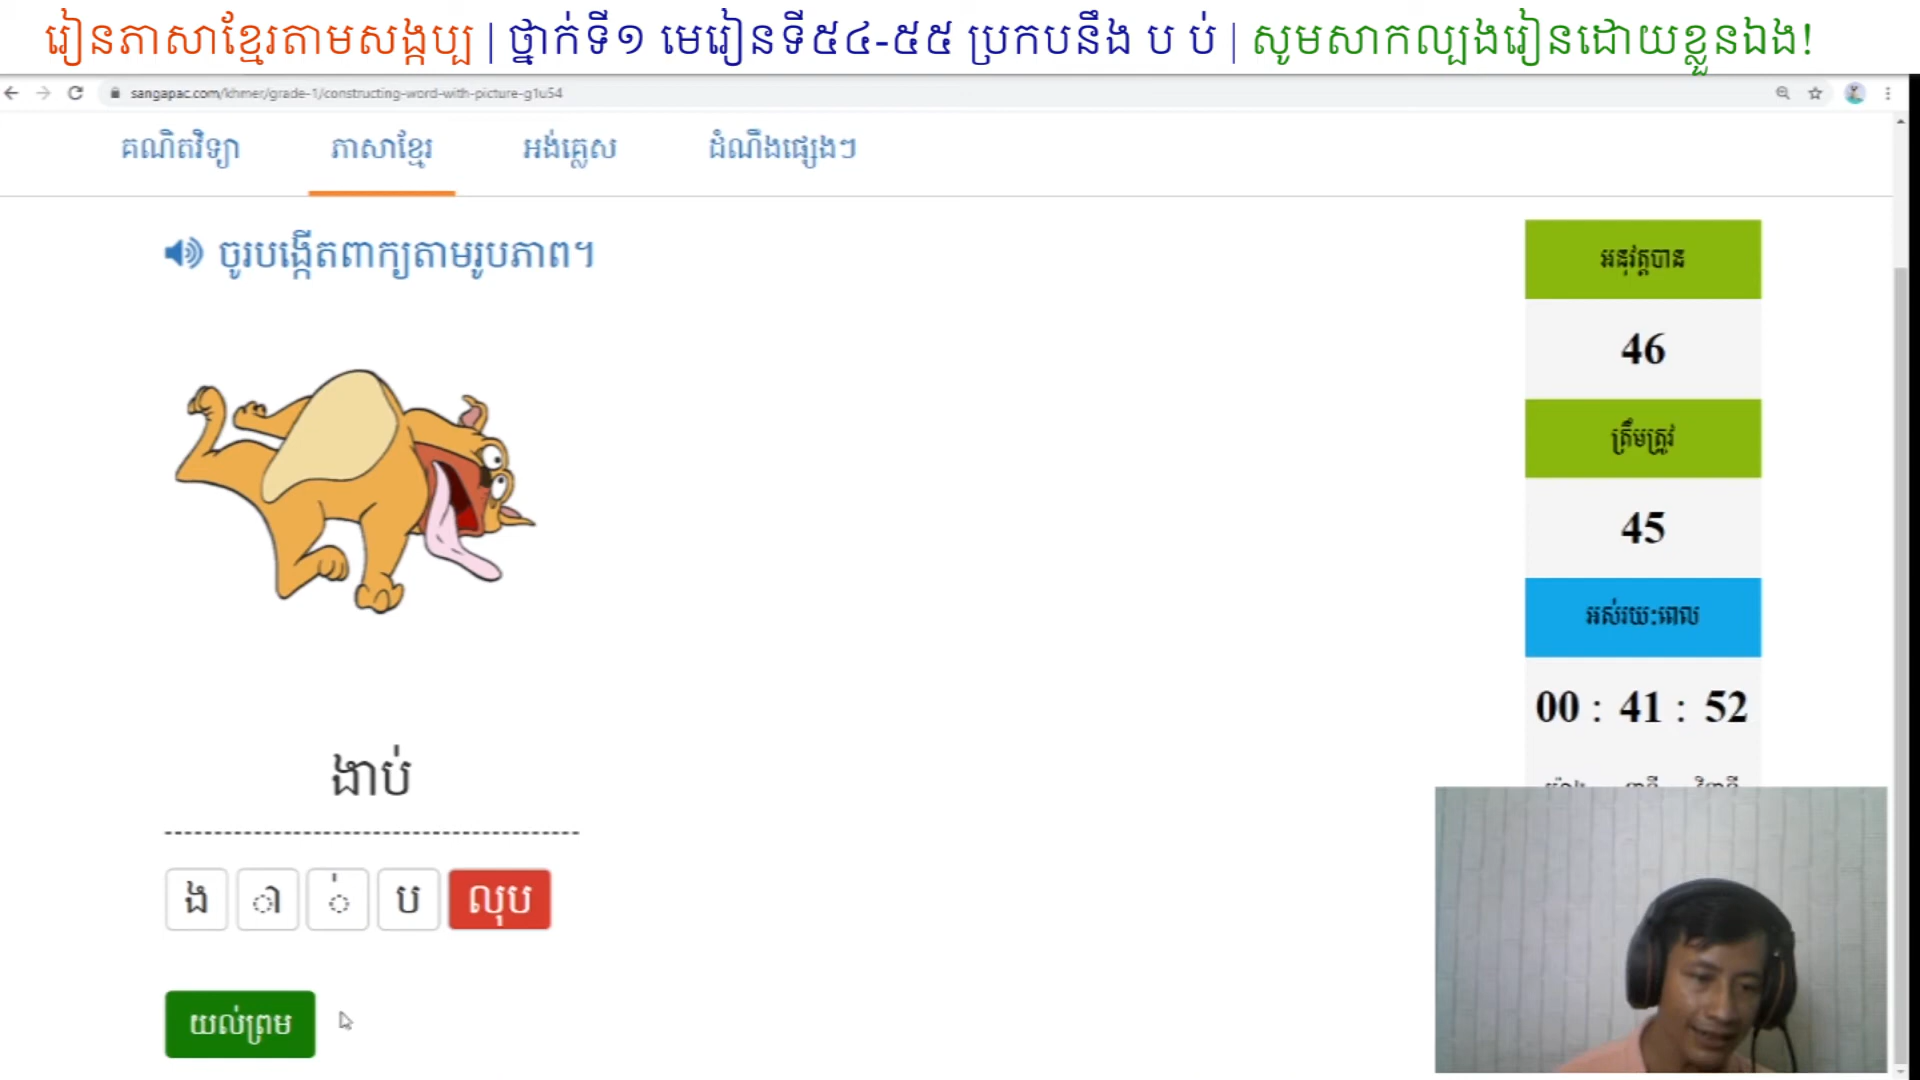 រៀនភាសាខ្មែរតាមសង្កប្ប | ថ្នាក់ទី១ មេរៀនទី៥៤-៥៥ ប្រកបនឹង ប ប់ | សូមសាកល្បងរៀនដោយខ្លួនឯង!
sangapac.com/khmer/grade-1/constructing-word-with-picture-g1u54
គណិតវិទ្យា ភាសាខ្មែរ អង់គ្លេស ដំណឹងផ្សេងៗ
ចូរបង្កើតពាក្យតាមរូបភាព។
អនុវត្តបាន
46
ត្រឹមត្រូវ
45
អស់រយៈពេល
00 : 41 : 52
ងាប់
ង ា ់ ប លុប
យល់ព្រម